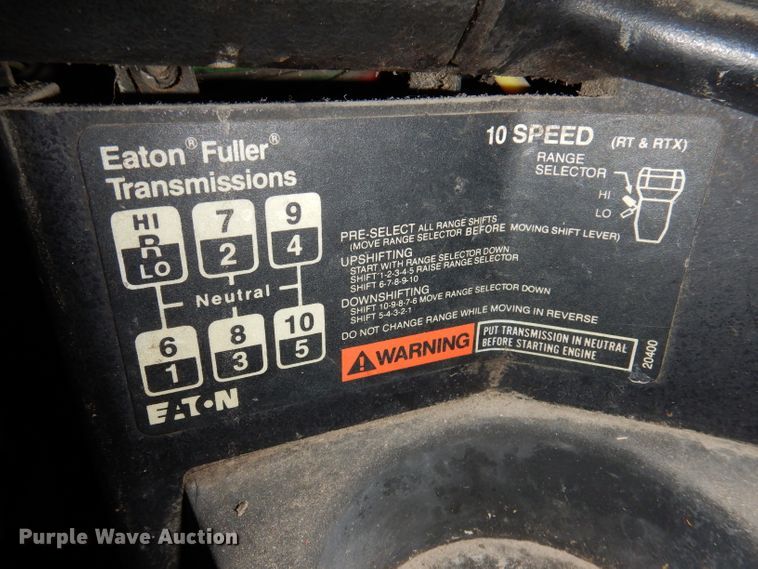 Eaton® Fuller®
Transmissions
10 SPEED (RT & RTX)
RANGE
SELECTOR
HI
LO
HI
R
LO
7
2
9
4
Neutral
6
1
8
3
10
5
EATON
PRE-SELECT ALL RANGE SHIFTS
(MOVE RANGE SELECTOR BEFORE MOVING SHIFT LEVER)
UPSHIFTING
START WITH RANGE SELECTOR DOWN
SHIFT 1-2-3-4-5 RAISE RANGE SELECTOR
SHIFT 6-7-8-9-10
DOWNSHIFTING
SHIFT 10-9-8-7-6 MOVE RANGE SELECTOR DOWN
SHIFT 5-4-3-2-1
DO NOT CHANGE RANGE WHILE MOVING IN REVERSE
WARNING
PUT TRANSMISSION IN NEUTRAL
BEFORE STARTING ENGINE
20400
Purple Wave Auction